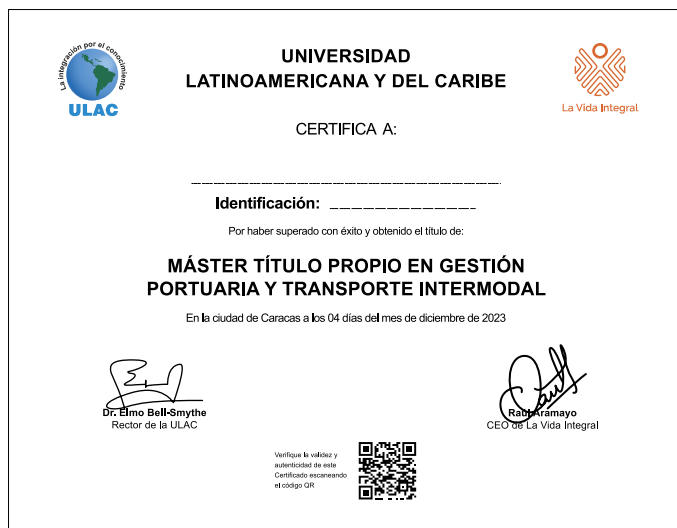 La integración por el conocimiento
ULAC
UNIVERSIDAD
LATINOAMERICANA Y DEL CARIBE
La Vida Integral
CERTIFICA A:
Identificación:
Por haber superado con éxito y obtenido el título de:
MÁSTER TÍTULO PROPIO EN GESTIÓN
PORTUARIA Y TRANSPORTE INTERMODAL
En la ciudad de Caracas a los 04 días del mes de diciembre de 2023
Dr. Elmo Bell-Smythe
Rector de la ULAC
Raúl Aramayo
CEO de La Vida Integral
Verifique la validez y
autenticidad de este
Certificado escaneando
el código QR